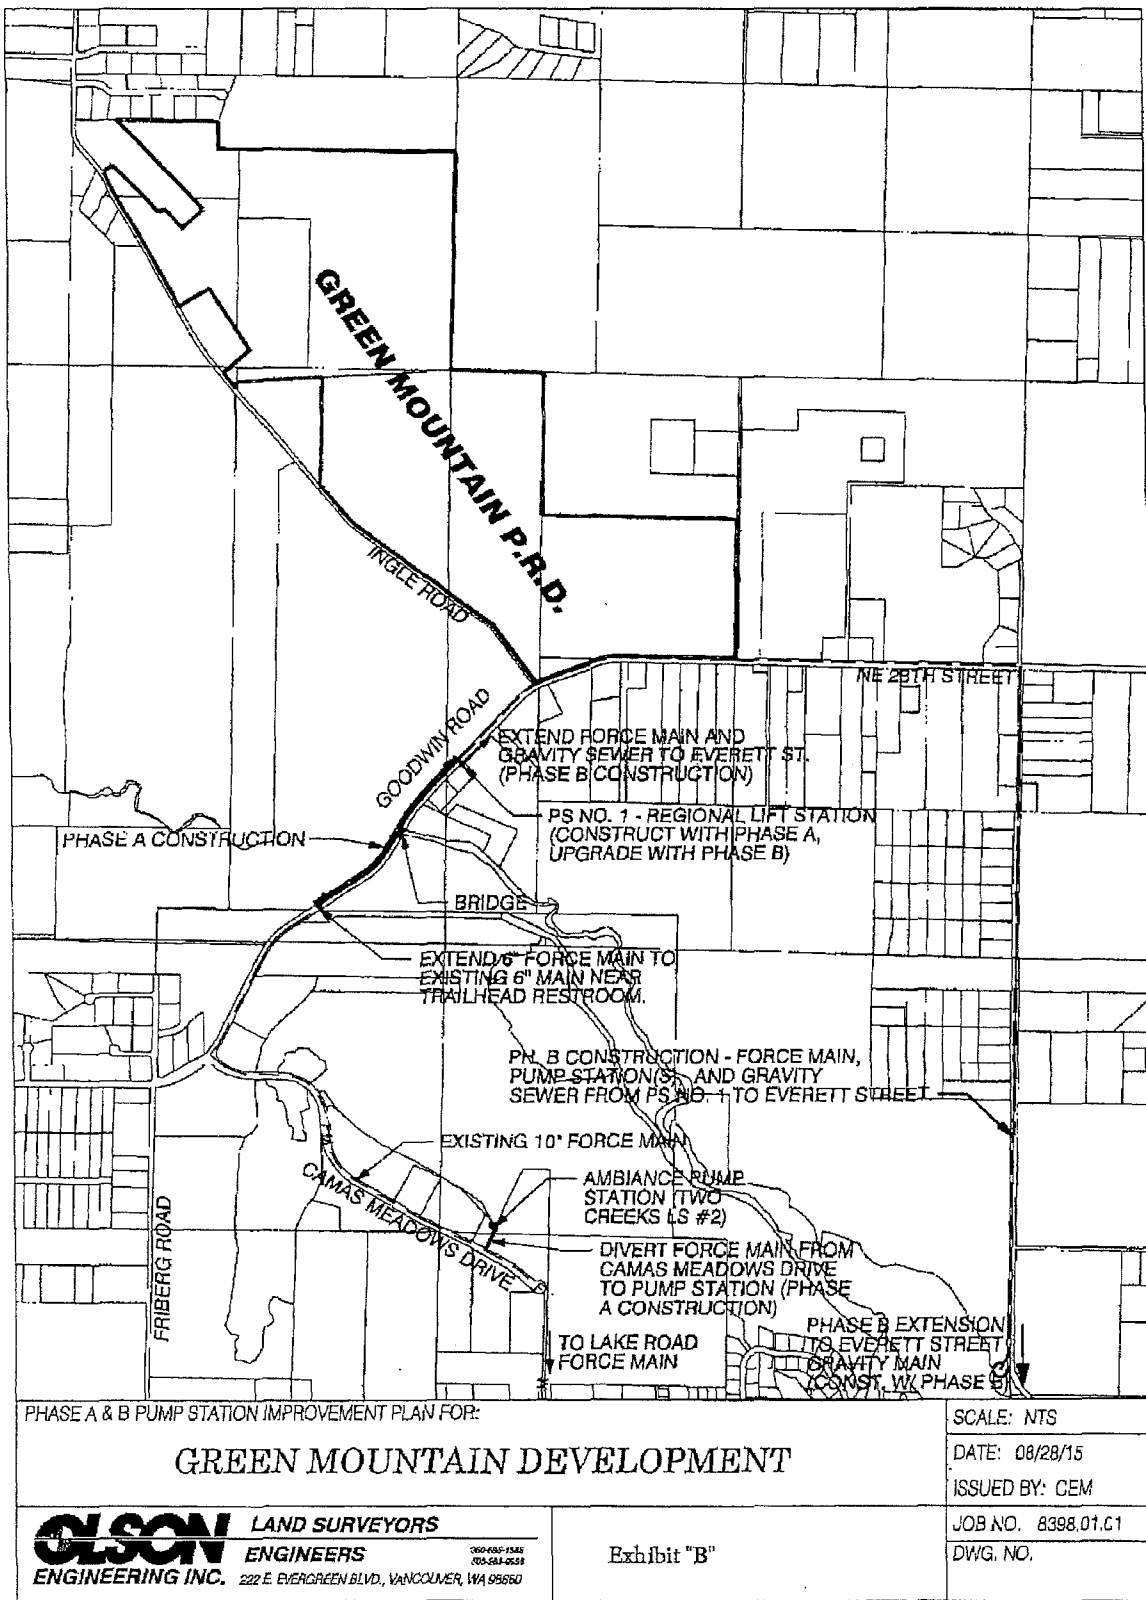 GREEN MOUNTAIN P.R.D.
INGLE ROAD
NE 28TH STREET
GOODWIN ROAD
EXTEND FORCE MAIN AND
GRAVITY SEWER TO EVERETT ST.
(PHASE B CONSTRUCTION)
PS NO. 1 - REGIONAL LIFT STATION
(CONSTRUCT WITH PHASE A,
UPGRADE WITH PHASE B)
PHASE A CONSTRUCTION
BRIDGE
EXTEND 6" FORCE MAIN TO
EXISTING 6" MAIN NEAR
TRAILHEAD RESTROOM.
PH. B CONSTRUCTION - FORCE MAIN,
PUMP STATION(S), AND GRAVITY
SEWER FROM PS NO. 1 TO EVERETT STREET
EXISTING 10" FORCE MAIN
AMBIANCE PUMP
STATION (TWO
CREEKS LS #2)
CAMAS MEADOWS DRIVE
FRIBERG ROAD
DIVERT FORCE MAIN FROM
CAMAS MEADOWS DRIVE
TO PUMP STATION (PHASE
A CONSTRUCTION)
TO LAKE ROAD
FORCE MAIN
PHASE B EXTENSION
TO EVERETT STREET
GRAVITY MAIN
(CONST. W/ PHASE B)
PHASE A & B PUMP STATION IMPROVEMENT PLAN FOR:
GREEN MOUNTAIN DEVELOPMENT
SCALE: NTS
DATE: 08/28/15
ISSUED BY: CEM
JOB NO. 8398.01.01
DWG. NO.
OLSON
ENGINEERING INC.
LAND SURVEYORS
ENGINEERS
222 E. EVERGREEN BLVD., VANCOUVER, WA 98660
Exhibit "B"